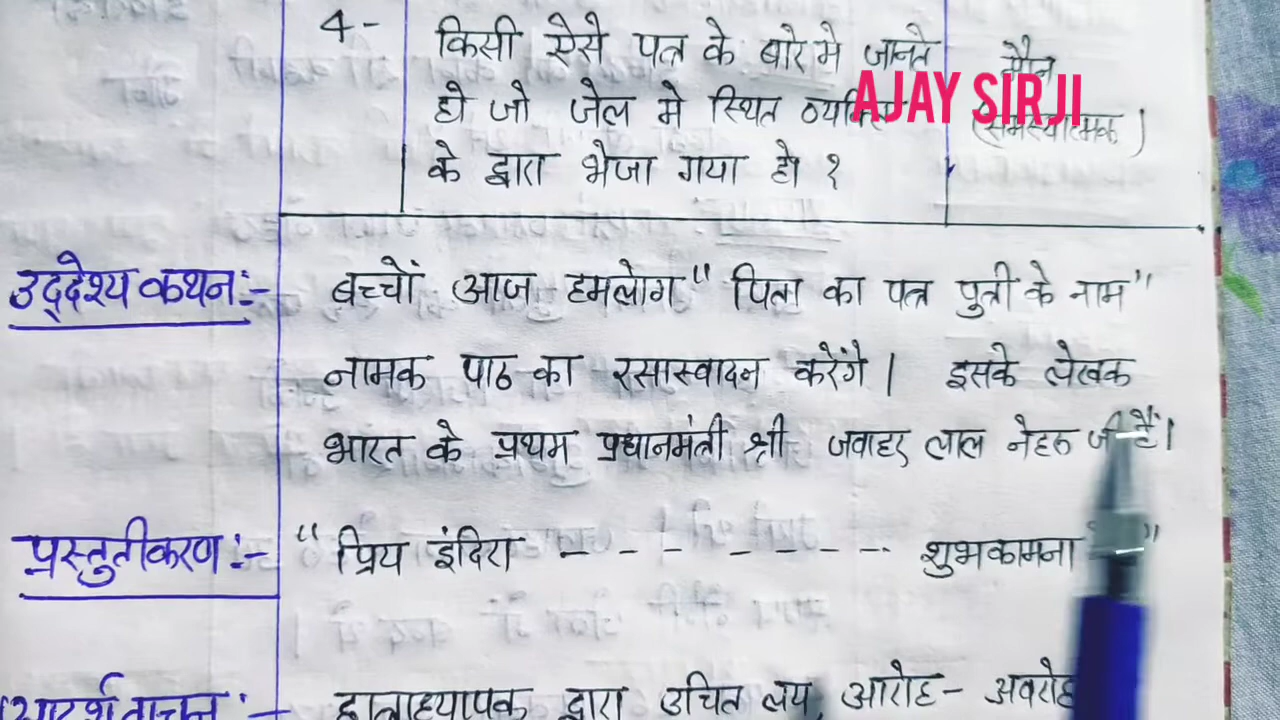 4- किसी ऐसे पत्र के बारे मे जानते मौन
हो जो जेल मे स्थित व्यक्ति (समस्यात्मक)
AJAY SIRJI
के द्वारा भेजा गया हो ?
उद्देश्य कथन:- बच्चों आज हमलोग "पिता का पत्र पुत्री के नाम"
नामक पाठ का रसास्वादन करेंगे। इसके लेखक
भारत के प्रथम प्रधानमंत्री श्री जवाहर लाल नेहरू जी हैं।
प्रस्तुतीकरण:- "प्रिय इंदिरा - - - - - - - शुभकामना "
आदर्श वाचन:- छात्राध्यापक द्वारा उचित लय, आरोह- अवरोह